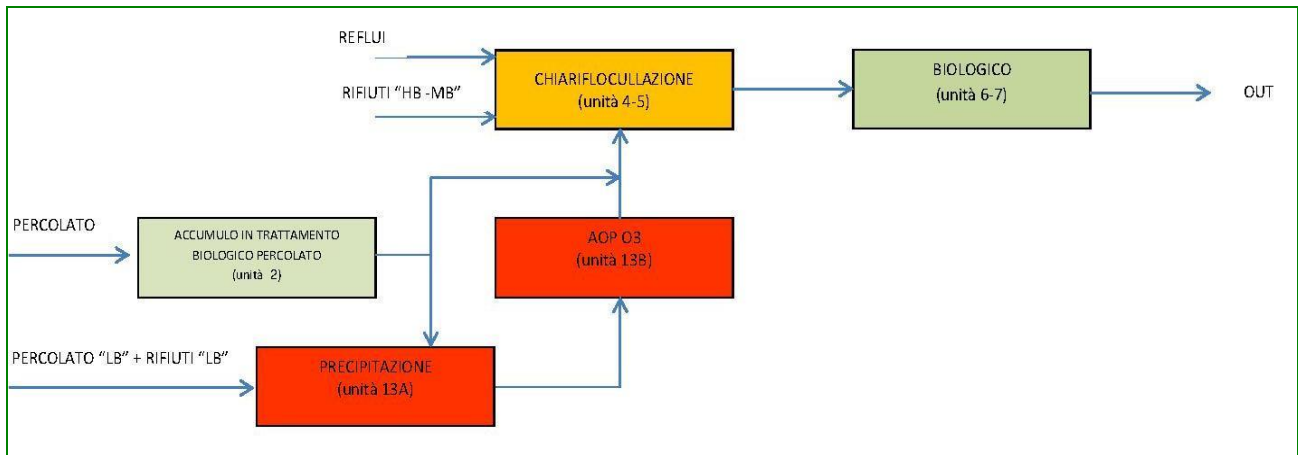 REFLUI
RIFIUTI “HB -MB”
CHIARIFLOCULLAZIONE
(unità 4-5)
BIOLOGICO
(unità 6-7)
OUT
PERCOLATO
ACCUMULO IN TRATTAMENTO
BIOLOGICO PERCOLATO
(unità 2)
AOP O3
(unità 13B)
PERCOLATO “LB” + RIFIUTI “LB”
PRECIPITAZIONE
(unità 13A)